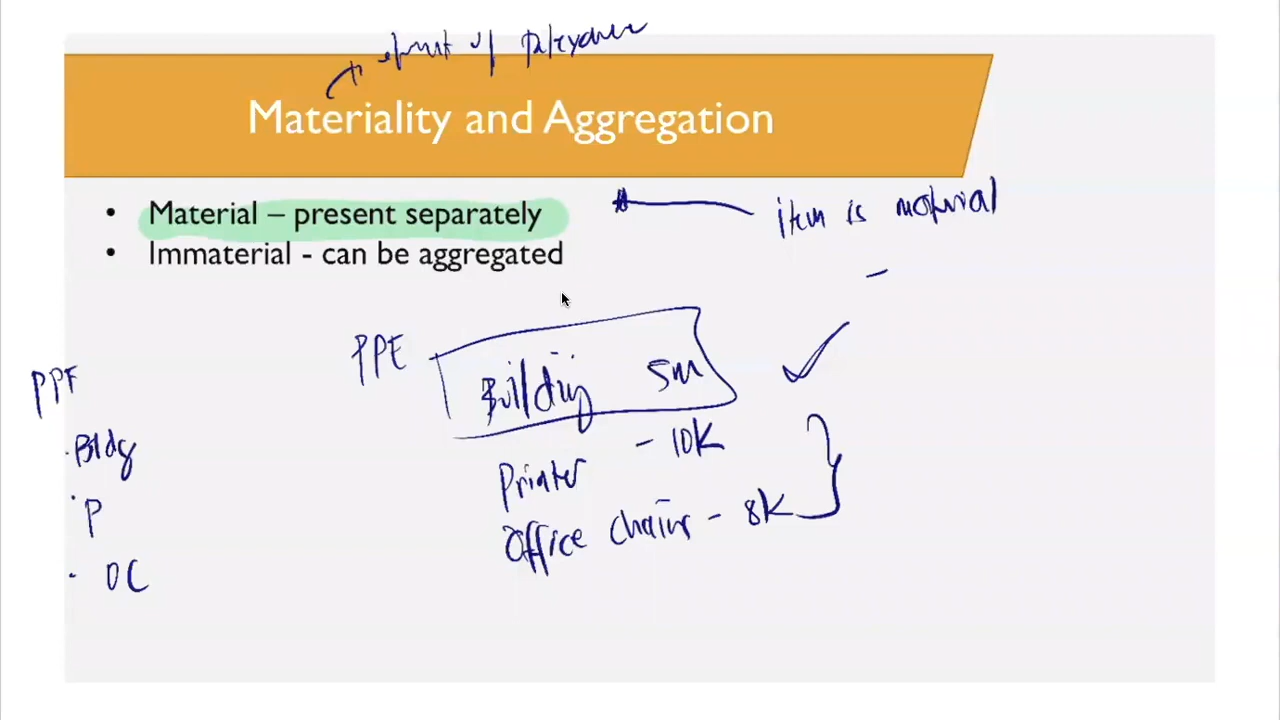 of
Materiality and Aggregation
• Material – present separately
item is material
• Immaterial - can be aggregated
PPE Building 5M
PPE
Printer - 10K
• Bldg
• P
Office chairs - 8K
• OC